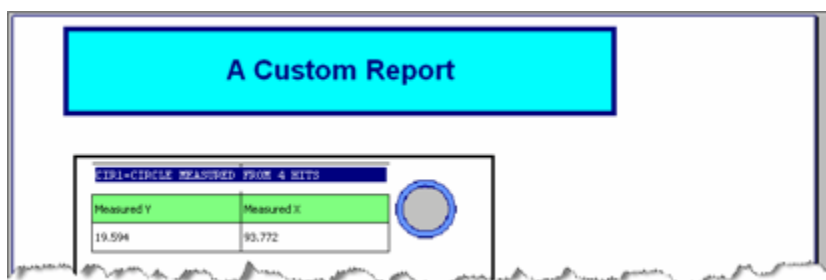 A Custom Report
CIR1=CIRCLE MEASURED FROM 4 HITS
Measured Y Measured X
19.594 93.772